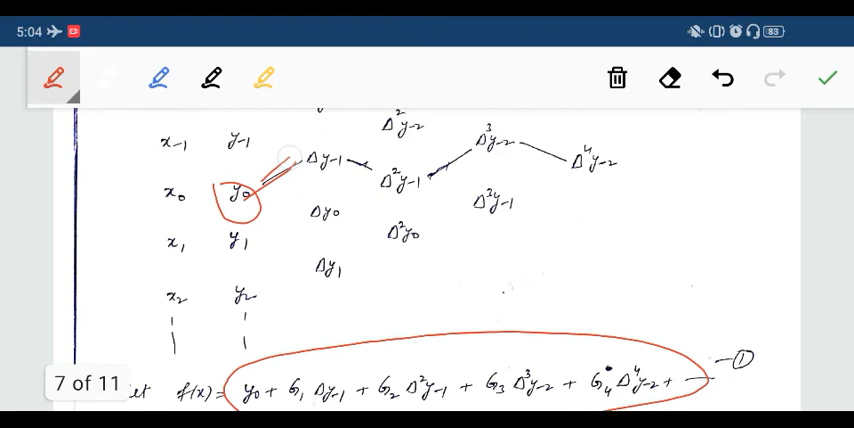 5:04
83
Δ²y-2
x-1 y-1 Δ³y-2
Δy-1 Δ⁴y-2
Δ²y-1
x₀ y₀ Δ³y-1
Δy₀
Δ²y₀
x₁ y₁
Δy₁
x₂ y₂
①
7 of 11
f(x) = y₀ + G₁ Δy-1 + G₂ Δ²y-1 + G₃ Δ³y-2 + G₄ Δ⁴y-2 + —